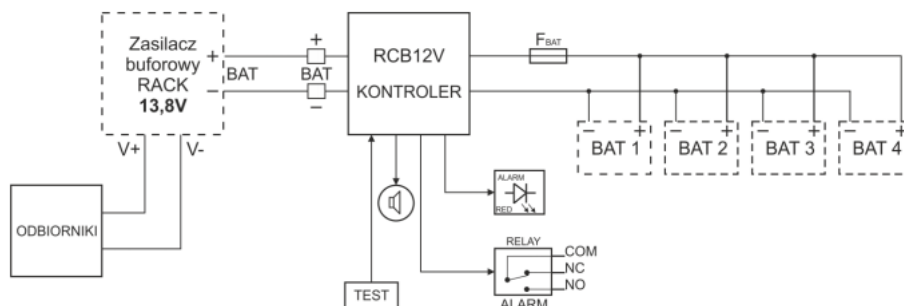 Zasilacz
buforowy
RACK
13,8V
+
−
BAT
+
BAT
−
RCB12V
KONTROLER
FBAT
− +
BAT 1
− +
BAT 2
− +
BAT 3
− +
BAT 4
V+
V-
ODBIORNIKI
ALARM
RED
RELAY
COM
NC
NO
ALARM
TEST